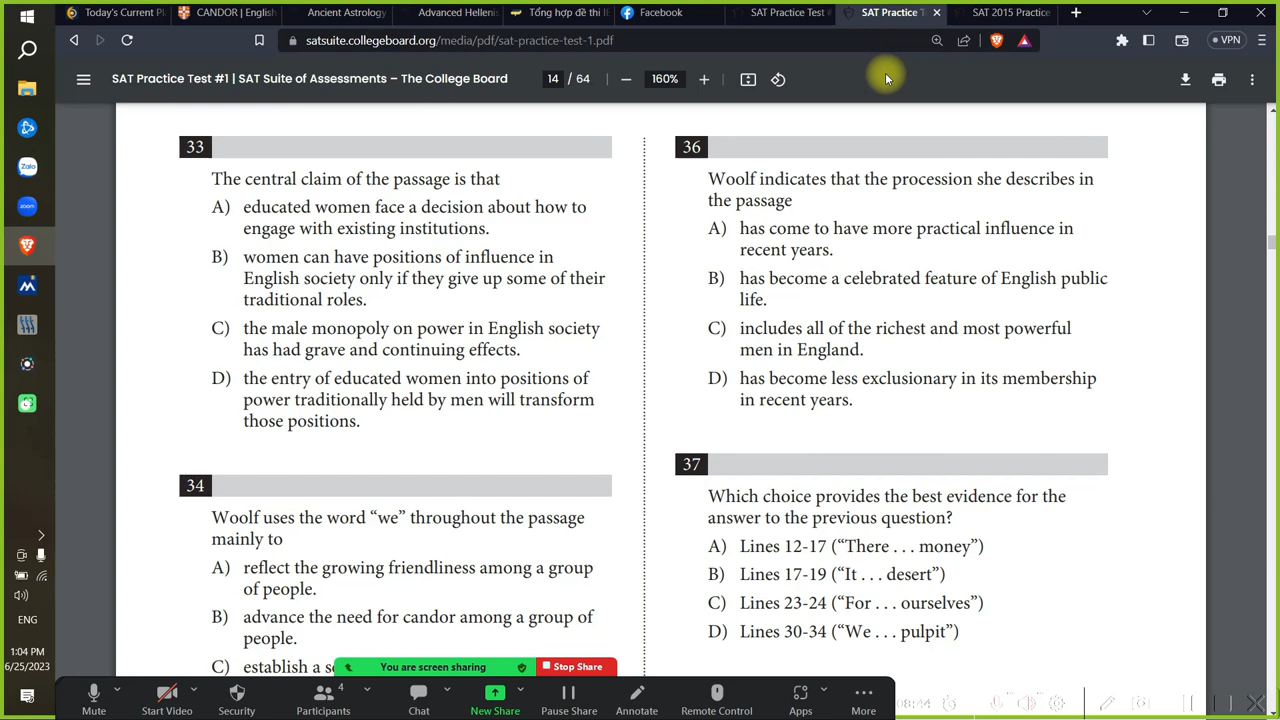 Today's Current Pl
CANDOR | English
Ancient Astrology
Advanced Helleni
Tổng hợp đề thi IE
Facebook
SAT Practice Test #
SAT Practice T
SAT 2015 Practice
satsuite.collegeboard.org/media/pdf/sat-practice-test-1.pdf
VPN
SAT Practice Test #1 | SAT Suite of Assessments – The College Board
14 / 64
160%
33
The central claim of the passage is that
A) educated women face a decision about how to
engage with existing institutions.
B) women can have positions of influence in
English society only if they give up some of their
traditional roles.
C) the male monopoly on power in English society
has had grave and continuing effects.
D) the entry of educated women into positions of
power traditionally held by men will transform
those positions.
34
Woolf uses the word “we” throughout the passage
mainly to
A) reflect the growing friendliness among a group
of people.
B) advance the need for candor among a group of
people.
C) establish a s
36
Woolf indicates that the procession she describes in
the passage
A) has come to have more practical influence in
recent years.
B) has become a celebrated feature of English public
life.
C) includes all of the richest and most powerful
men in England.
D) has become less exclusionary in its membership
in recent years.
37
Which choice provides the best evidence for the
answer to the previous question?
A) Lines 12-17 (“There . . . money”)
B) Lines 17-19 (“It . . . desert”)
C) Lines 23-24 (“For . . . ourselves”)
D) Lines 30-34 (“We . . . pulpit”)
Zalo
zoom
ENG
1:04 PM
6/25/2023
You are screen sharing
Stop Share
Mute
Start Video
Security
4
Participants
Chat
New Share
Pause Share
Annotate
Remote Control
Apps
More
08:44